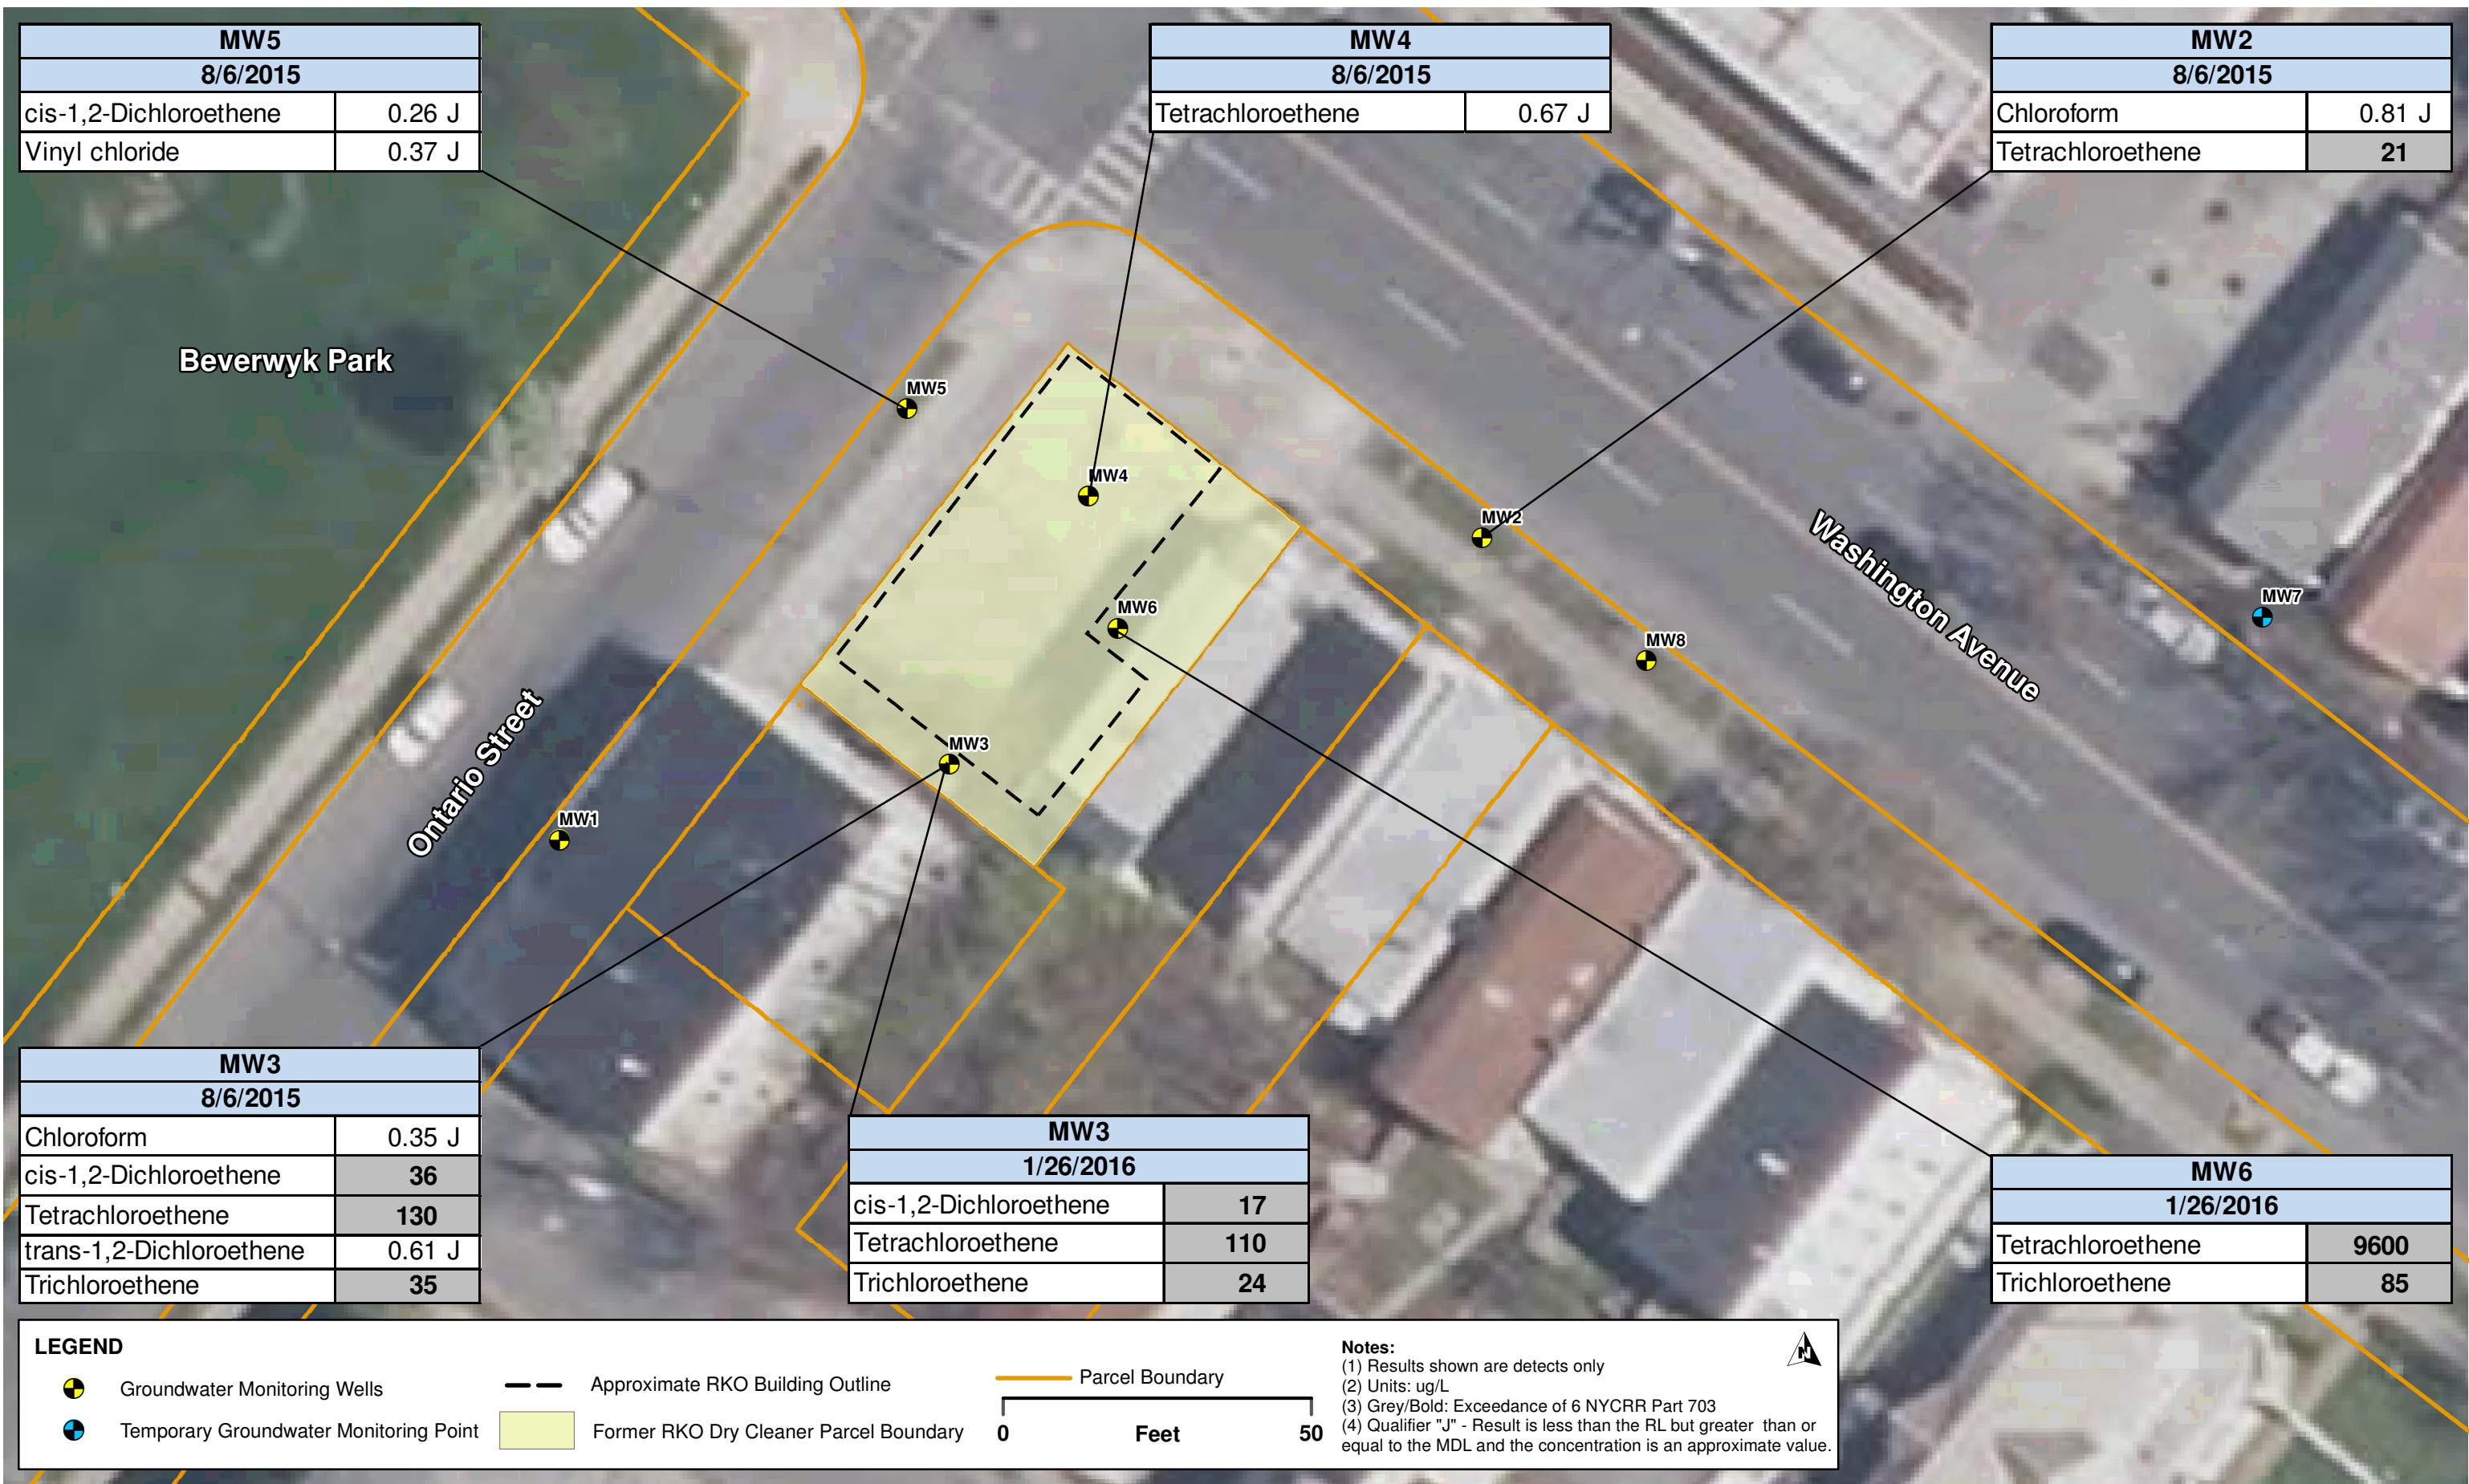 MW5
8/6/2015
cis-1,2-Dichloroethene 0.26 J
Vinyl chloride 0.37 J
MW4
8/6/2015
Tetrachloroethene 0.67 J
MW2
8/6/2015
Chloroform 0.81 J
Tetrachloroethene 21
Beverwyk Park
MW5
MW4
MW2
MW6
MW7
MW8
Washington Avenue
Ontario Street
MW3
MW1
MW3
8/6/2015
Chloroform 0.35 J
cis-1,2-Dichloroethene 36
Tetrachloroethene 130
trans-1,2-Dichloroethene 0.61 J
Trichloroethene 35
MW3
1/26/2016
cis-1,2-Dichloroethene 17
Tetrachloroethene 110
Trichloroethene 24
MW6
1/26/2016
Tetrachloroethene 9600
Trichloroethene 85
LEGEND
Groundwater Monitoring Wells
Temporary Groundwater Monitoring Point
Approximate RKO Building Outline
Former RKO Dry Cleaner Parcel Boundary
Parcel Boundary
0 Feet 50
Notes:
(1) Results shown are detects only
(2) Units: ug/L
(3) Grey/Bold: Exceedance of 6 NYCRR Part 703
(4) Qualifier "J" - Result is less than the RL but greater than or
equal to the MDL and the concentration is an approximate value.
N